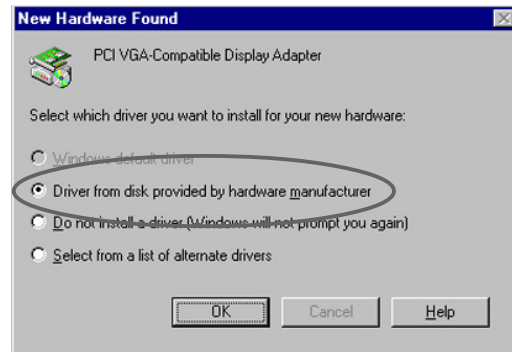 New Hardware Found
PCI VGA-Compatible Display Adapter
Select which driver you want to install for your new hardware:
Windows default driver
Driver from disk provided by hardware manufacturer
Do not install a driver (Windows will not prompt you again)
Select from a list of alternate drivers
OK Cancel Help